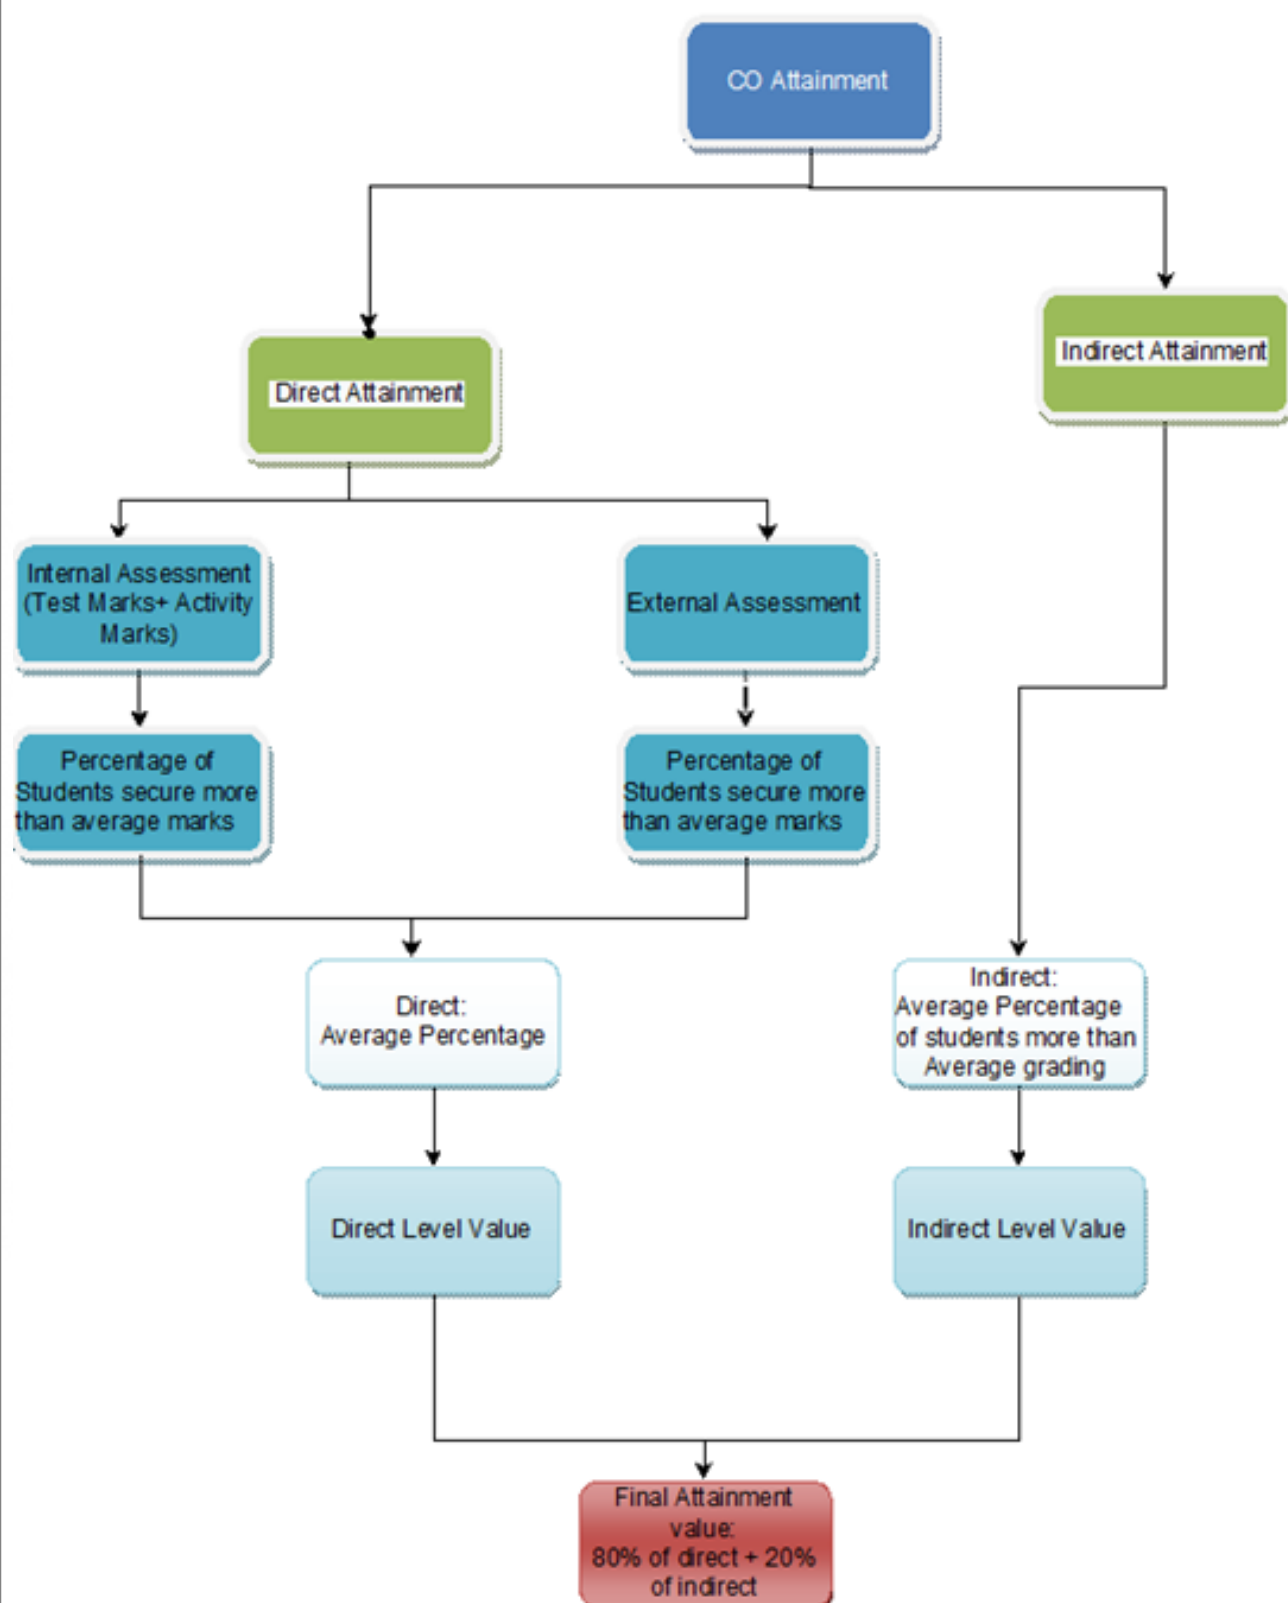 CO Attainment
Indirect Attainment
Direct Attainment
Internal Assessment
(Test Marks+ Activity
Marks)
External Assessment
Percentage of
Students secure more
than average marks
Percentage of
Students secure more
than average marks
Direct:
Average Percentage
Indirect:
Average Percentage
of students more than
Average grading
Direct Level Value
Indirect Level Value
Final Attainment
value:
80% of direct + 20%
of indirect